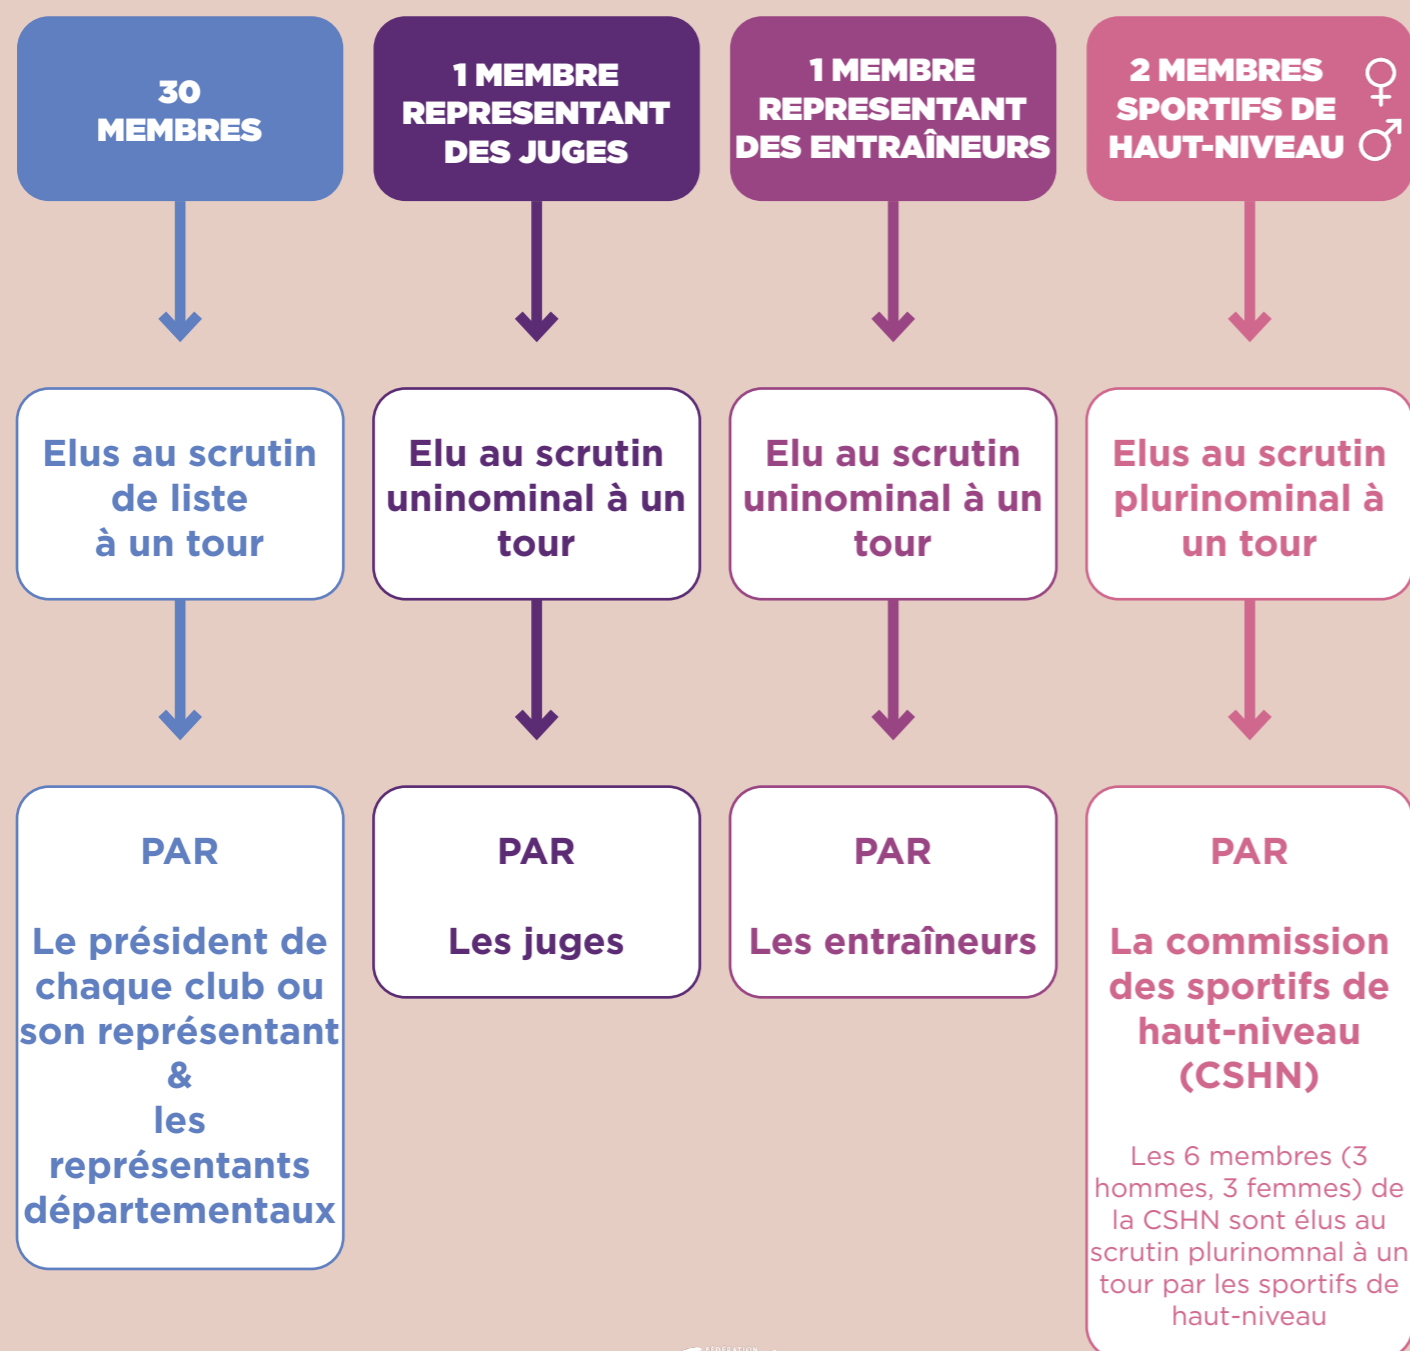 30
MEMBRES
1 MEMBRE
REPRESENTANT
DES JUGES
1 MEMBRE
REPRESENTANT
DES ENTRAÎNEURS
2 MEMBRES
SPORTIFS DE
HAUT-NIVEAU
Elus au scrutin
de liste
à un tour
Elu au scrutin
uninominal à un
tour
Elu au scrutin
uninominal à un
tour
Elus au scrutin
plurinominal à
un tour
PAR
Le président de
chaque club ou
son représentant
&
les
représentants
départementaux
PAR
Les juges
PAR
Les entraîneurs
PAR
La commission
des sportifs de
haut-niveau
(CSHN)
Les 6 membres (3
hommes, 3 femmes) de
la CSHN sont élus au
scrutin plurinomnal à un
tour par les sportifs de
haut-niveau
FÉDÉRATION